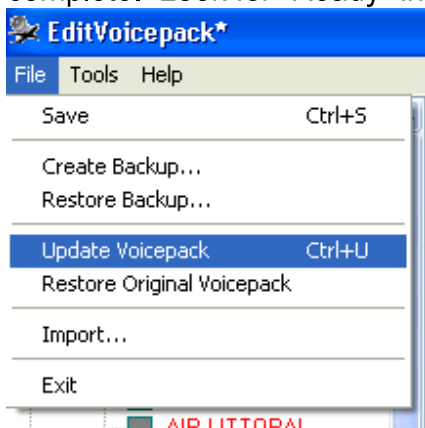 EditVoicepack*
File Tools Help
Save Ctrl+S
Create Backup...
Restore Backup...
Update Voicepack Ctrl+U
Restore Original Voicepack
Import...
Exit
AIR LITTORAL